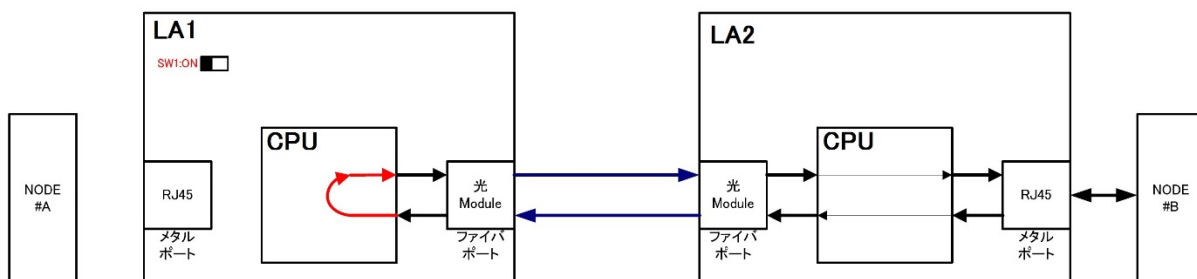 LA1
SW1:ON
NODE
#A
RJ45
メタル
ポート
CPU
光
Module
ファイバ
ポート
LA2
光
Module
ファイバ
ポート
CPU
RJ45
メタル
ポート
NODE
#B